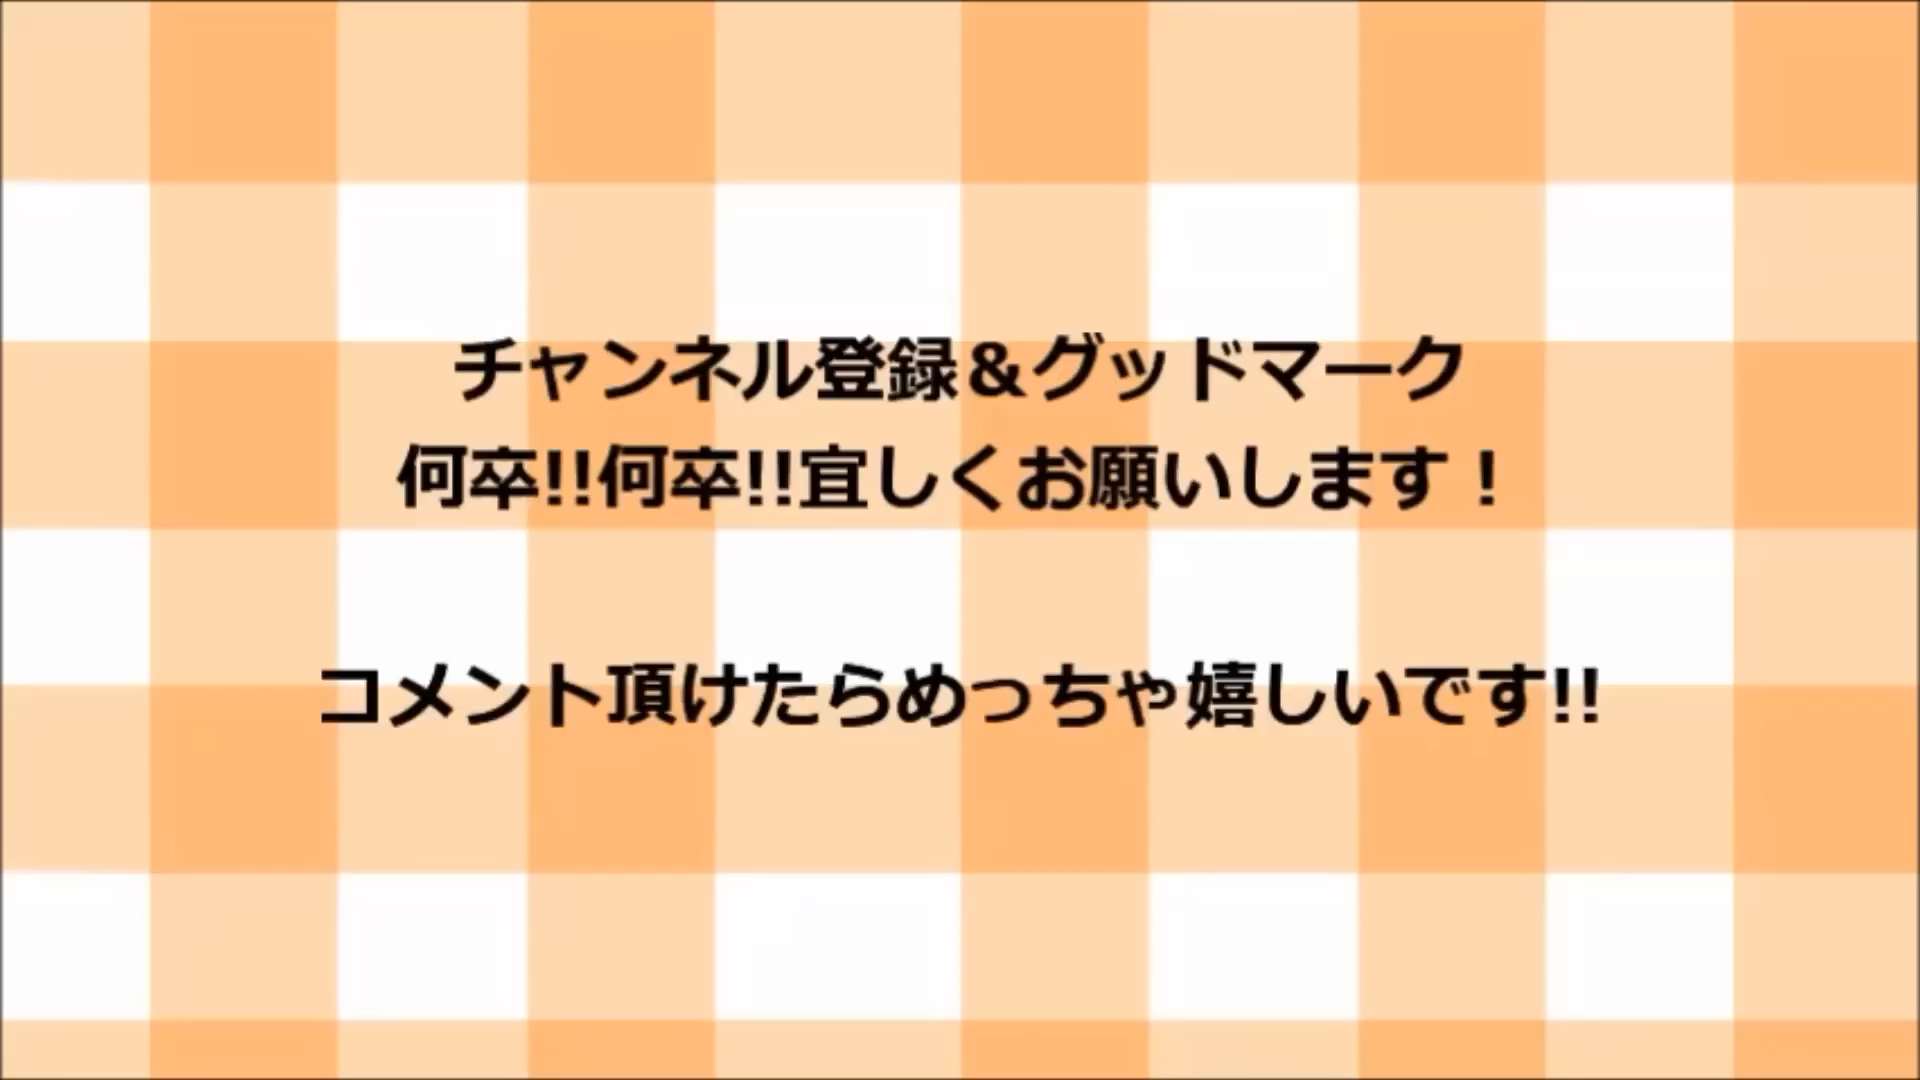 チャンネル登録＆グッドマーク
何卒!!何卒!!宜しくお願いします！
コメント頂けたらめっちゃ嬉しいです!!